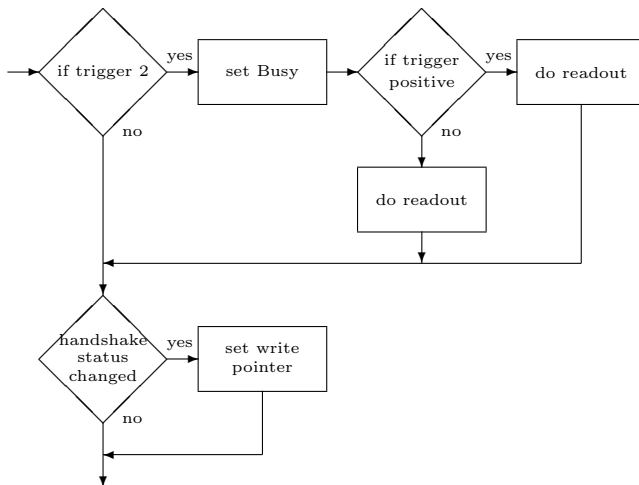 if trigger 2
yes
set Busy
if trigger
positive
yes
do readout
no
no
do readout
handshake
status
changed
yes
set write
pointer
no